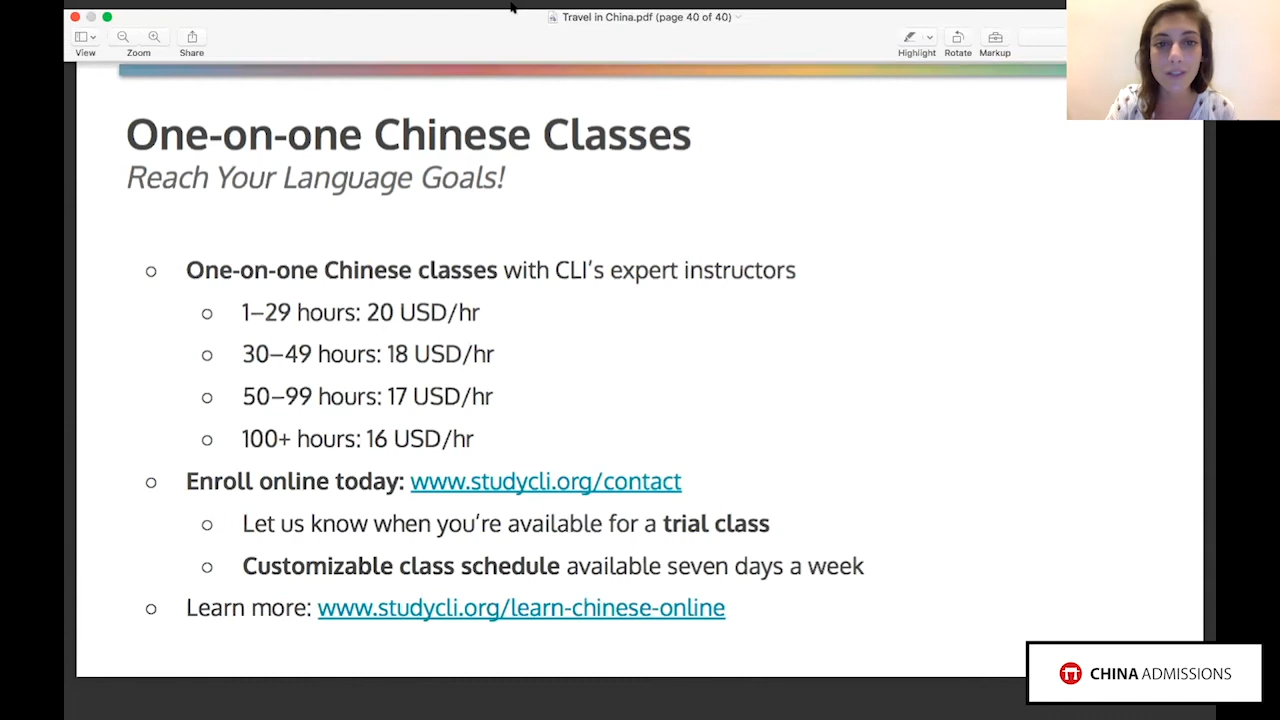 Travel in China.pdf (page 40 of 40)
View
Zoom
Share
Highlight
Rotate
Markup
One-on-one Chinese Classes
Reach Your Language Goals!
One-on-one Chinese classes with CLI's expert instructors
1–29 hours: 20 USD/hr
30–49 hours: 18 USD/hr
50–99 hours: 17 USD/hr
100+ hours: 16 USD/hr
Enroll online today: www.studycli.org/contact
Let us know when you're available for a trial class
Customizable class schedule available seven days a week
Learn more: www.studycli.org/learn-chinese-online
CHINA ADMISSIONS